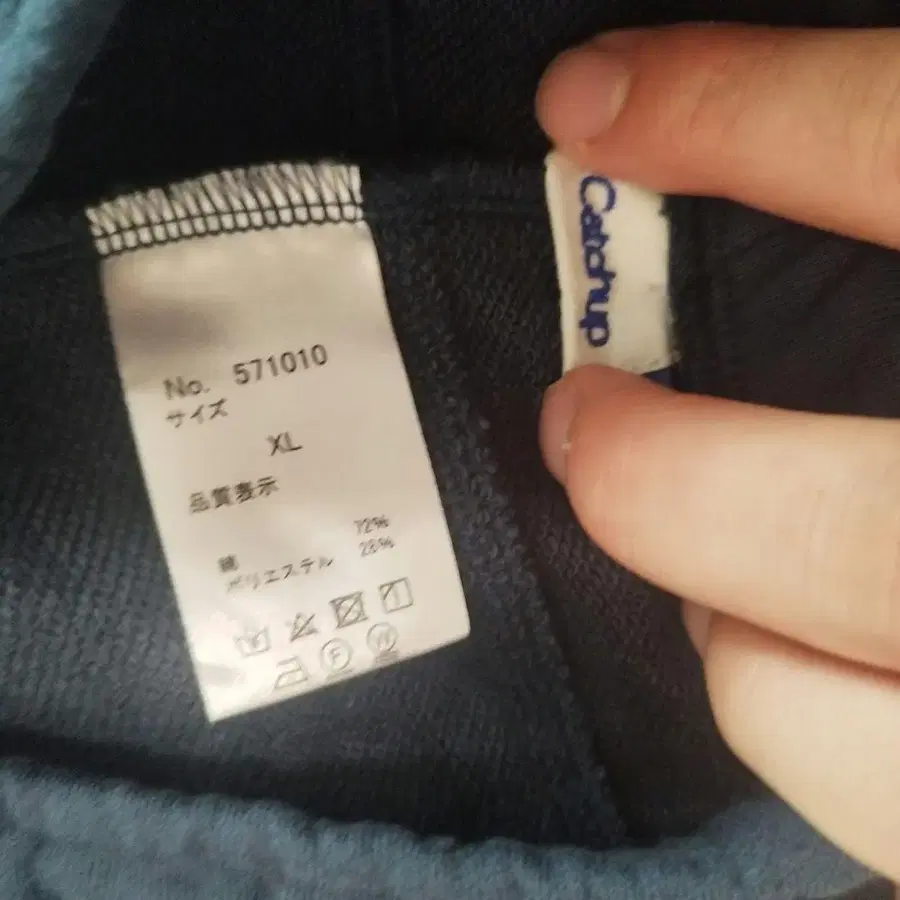 No. 571010
サイズ
XL
品質表示
綿 72%
ポリエステル 28%
F W
Catchup